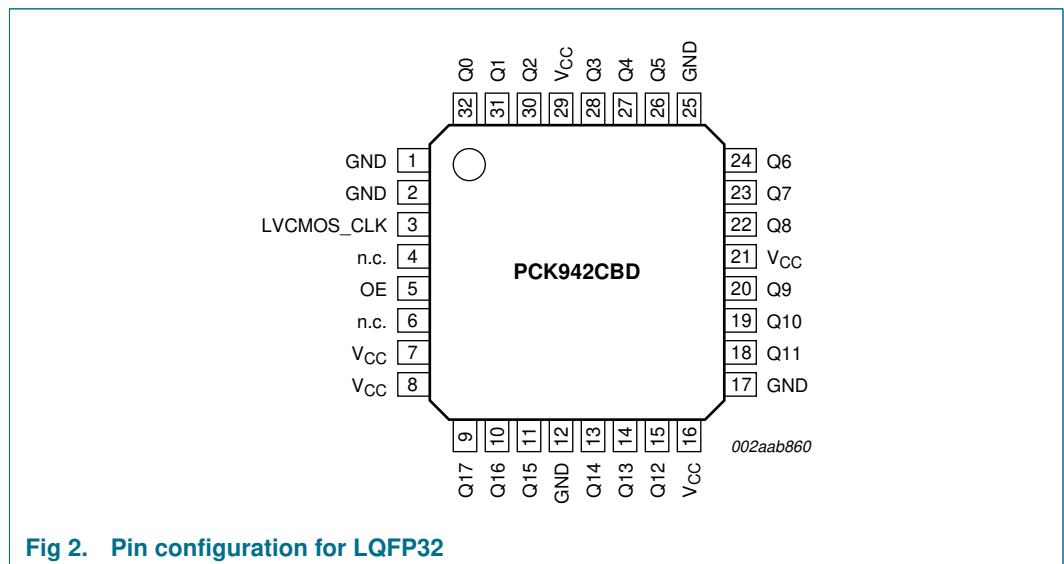 Q0 Q1 Q2 VCC Q3 Q4 Q5 GND
32 31 30 29 28 27 26 25
GND 1
GND 2
LVCMOS_CLK 3
n.c. 4
OE 5
n.c. 6
VCC 7
VCC 8
PCK942CBD
24 Q6
23 Q7
22 Q8
21 VCC
20 Q9
19 Q10
18 Q11
17 GND
9 10 11 12 13 14 15 16
Q17 Q16 Q15 GND Q14 Q13 Q12 VCC
002aab860
Fig 2. Pin configuration for LQFP32